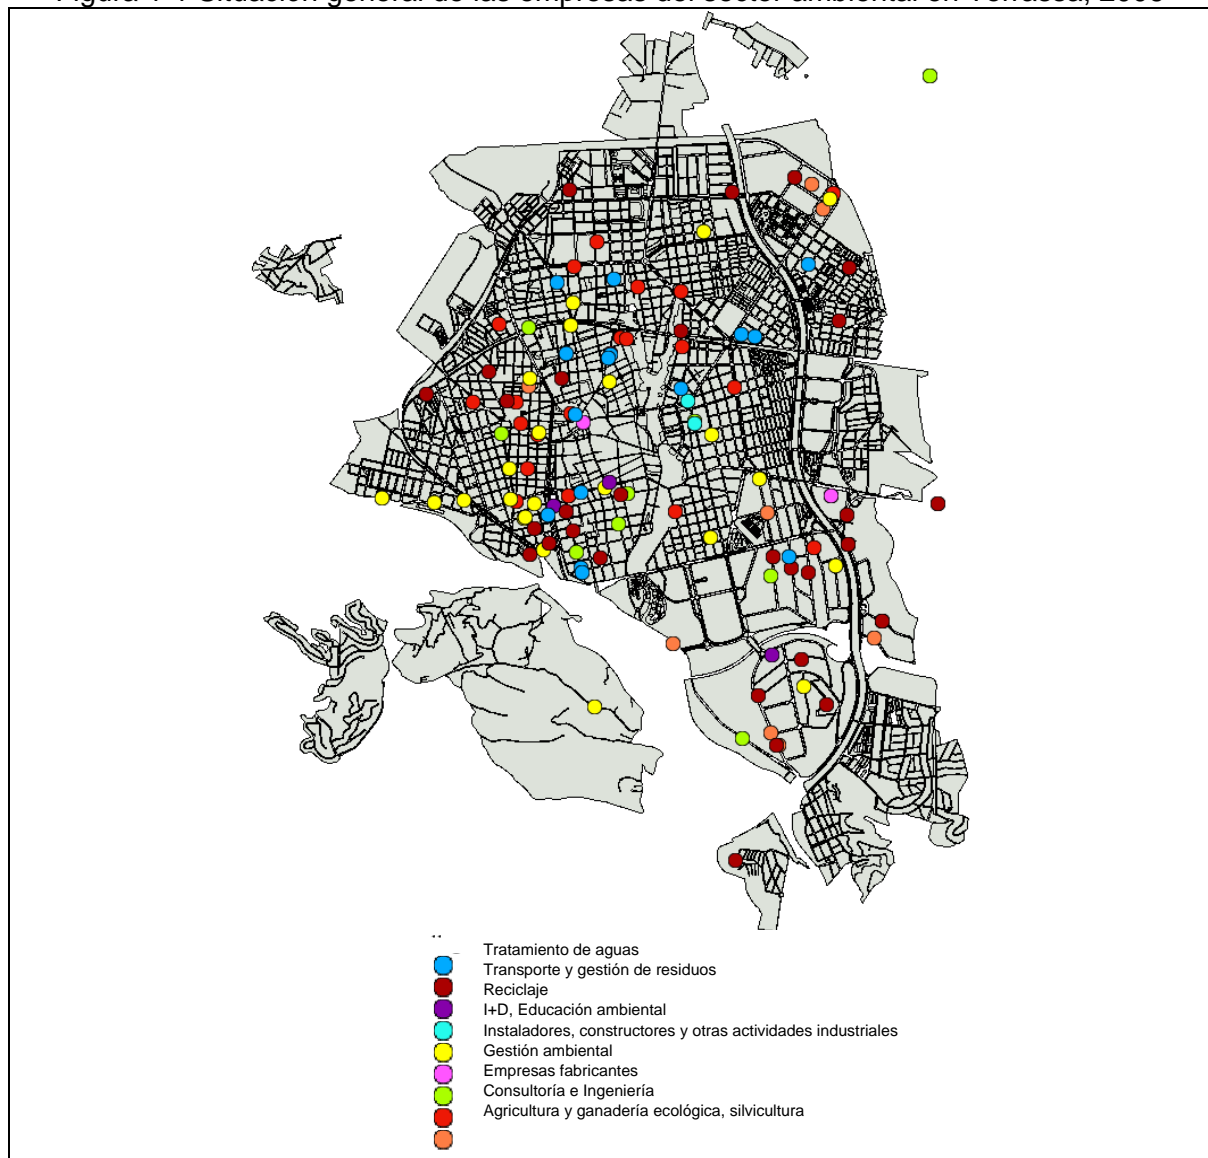 Tratamiento de aguas
Transporte y gestión de residuos
Reciclaje
I+D, Educación ambiental
Instaladores, constructores y otras actividades industriales
Gestión ambiental
Empresas fabricantes
Consultoría e Ingeniería
Agricultura y ganadería ecológica, silvicultura